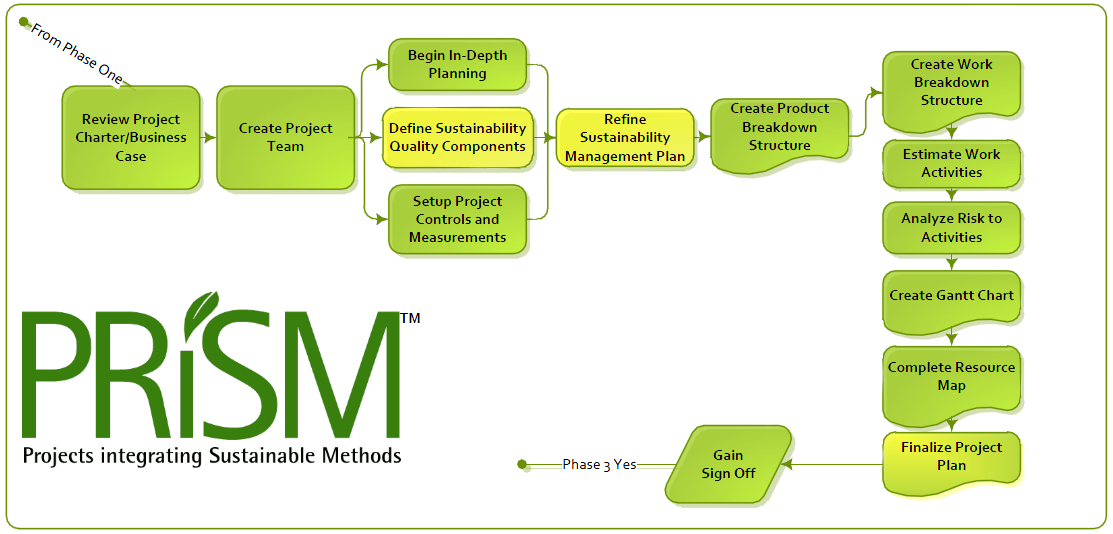 From Phase One
Review Project
Charter/Business
Case
Create Project
Team
Begin In-Depth
Planning
Define Sustainability
Quality Components
Setup Project
Controls and
Measurements
Refine
Sustainability
Management Plan
Create Product
Breakdown
Structure
Create Work
Breakdown
Structure
Estimate Work
Activities
Analyze Risk to
Activities
Create Gantt Chart
Complete Resource
Map
Finalize Project
Plan
Gain
Sign Off
Phase 3 Yes
PRiSM TM
Projects integrating Sustainable Methods